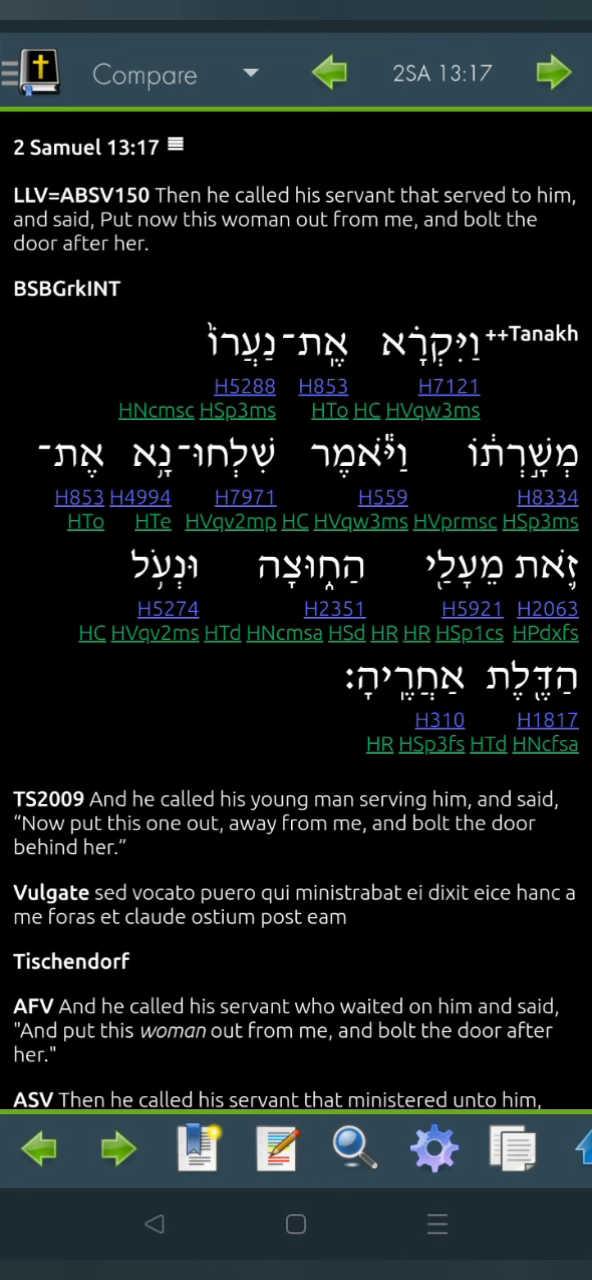 Compare
2SA 13:17
2 Samuel 13:17
LLV=ABSV150 Then he called his servant that served to him,
and said, Put now this woman out from me, and bolt the
door after her.
BSBGrkINT
++Tanakh וַיִּקְרָ֗א אֶֽת־נַעֲרוֹ֙
H5288 H853 H7121
HNcmsc HSp3ms HTo HC HVqw3ms
מְשָׁ֣רְת֔וֹ וַיֹּ֕אמֶר שִׁלְחוּ־נָ֥א אֶת־
H853 H4994 H7971 H559 H8334
HTo HTe HVqv2mp HC HVqw3ms HVprmsc HSp3ms
זֹ֛את מֵעָלַ֖י הַח֑וּצָה וּנְעֹ֥ל
H5274 H2351 H5921 H2063
HC HVqv2ms HTd HNcmsa HSd HR HR HSp1cs HPdxfs
הַדֶּ֖לֶת אַחֲרֶֽיהָ׃
H310 H1817
HR HSp3fs HTd HNcfsa
TS2009 And he called his young man serving him, and said,
“Now put this one out, away from me, and bolt the door
behind her.”
Vulgate sed vocato puero qui ministrabat ei dixit eice hanc a
me foras et claude ostium post eam
Tischendorf
AFV And he called his servant who waited on him and said,
"And put this woman out from me, and bolt the door after
her."
ASV Then he called his servant that ministered unto him,